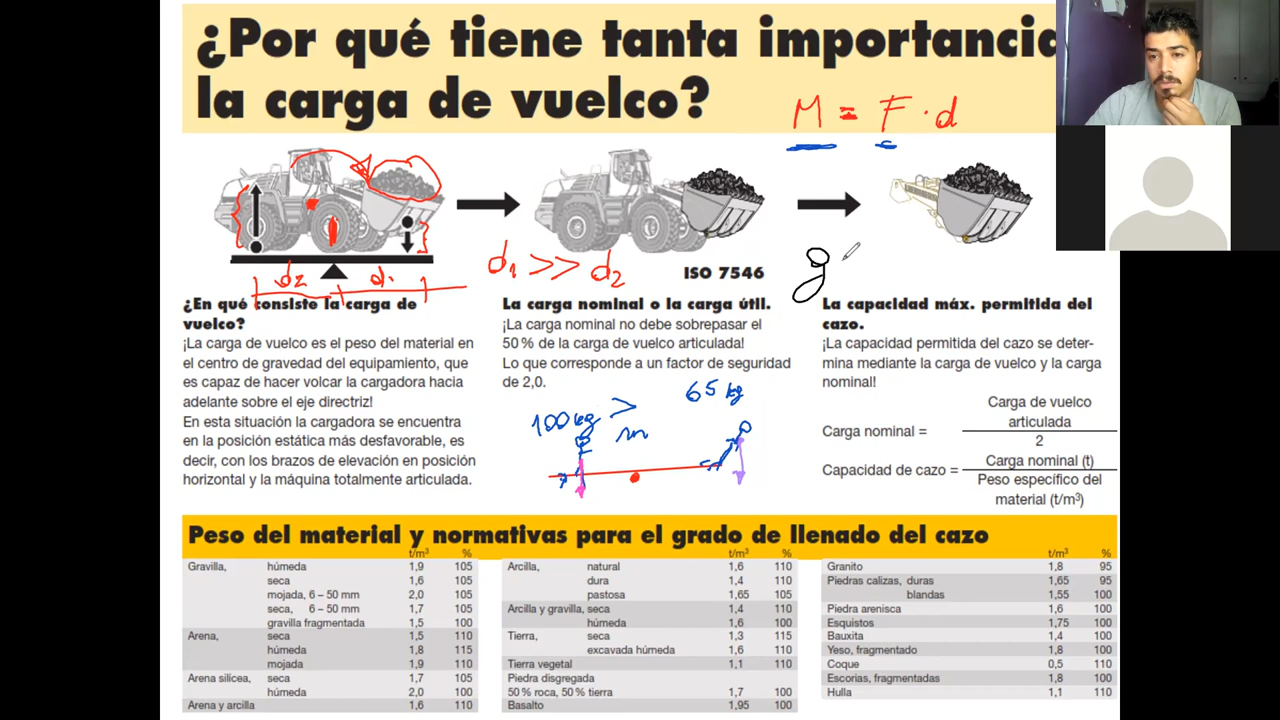 ¿Por qué tiene tanta importancia
la carga de vuelco?
M = F · d
d2
d1
d1 >> d2
ISO 7546
¿En qué consiste la carga de
vuelco?
¡La carga de vuelco es el peso del material en
el centro de gravedad del equipamiento, que
es capaz de hacer volcar la cargadora hacia
adelante sobre el eje directriz!
En esta situación la cargadora se encuentra
en la posición estática más desfavorable, es
decir, con los brazos de elevación en posición
horizontal y la máquina totalmente articulada.
La carga nominal o la carga útil.
¡La carga nominal no debe sobrepasar el
50 % de la carga de vuelco articulada!
Lo que corresponde a un factor de seguridad
de 2,0.
100 kg > 65 kg
La capacidad máx. permitida del
cazo.
¡La capacidad permitida del cazo se deter-
mina mediante la carga de vuelco y la carga
nominal!
Carga nominal =
Carga de vuelco
articulada
2
Capacidad de cazo =
Carga nominal (t)
Peso específico del
material (t/m³)
Peso del material y normativas para el grado de llenado del cazo
t/m³ %
Gravilla, húmeda 1,9 105
seca 1,6 105
mojada, 6 – 50 mm 2,0 105
seca, 6 – 50 mm 1,7 105
gravilla fragmentada 1,5 100
Arena, seca 1,5 110
húmeda 1,8 115
mojada 1,9 110
Arena silícea, seca 1,7 105
húmeda 2,0 100
Arena y arcilla 1,6 110
t/m³ %
Arcilla, natural 1,6 110
dura 1,4 110
pastosa 1,65 105
Arcilla y gravilla, seca 1,4 110
húmeda 1,6 100
Tierra, seca 1,3 115
excavada húmeda 1,6 110
Tierra vegetal 1,1 110
Piedra disgregada
50 % roca, 50 % tierra 1,7 100
Basalto 1,95 100
t/m³ %
Granito 1,8 95
Piedras calizas, duras 1,65 95
blandas 1,55 100
Piedra arenisca 1,6 100
Esquistos 1,75 100
Bauxita 1,4 100
Yeso, fragmentado 1,8 100
Coque 0,5 110
Escorias, fragmentadas 1,8 100
Hulla 1,1 110